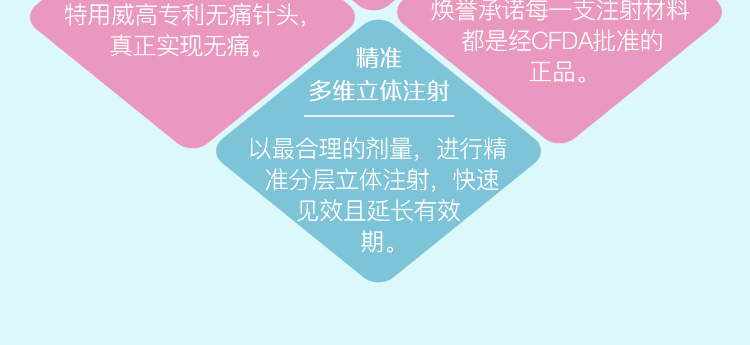 特用威高专利无痛针头，
真正实现无痛。
焕誉承诺每一支注射材料
都是经CFDA批准的
正品。
精准
多维立体注射
以最合理的剂量，进行精
准分层立体注射，快速
见效且延长有效
期。